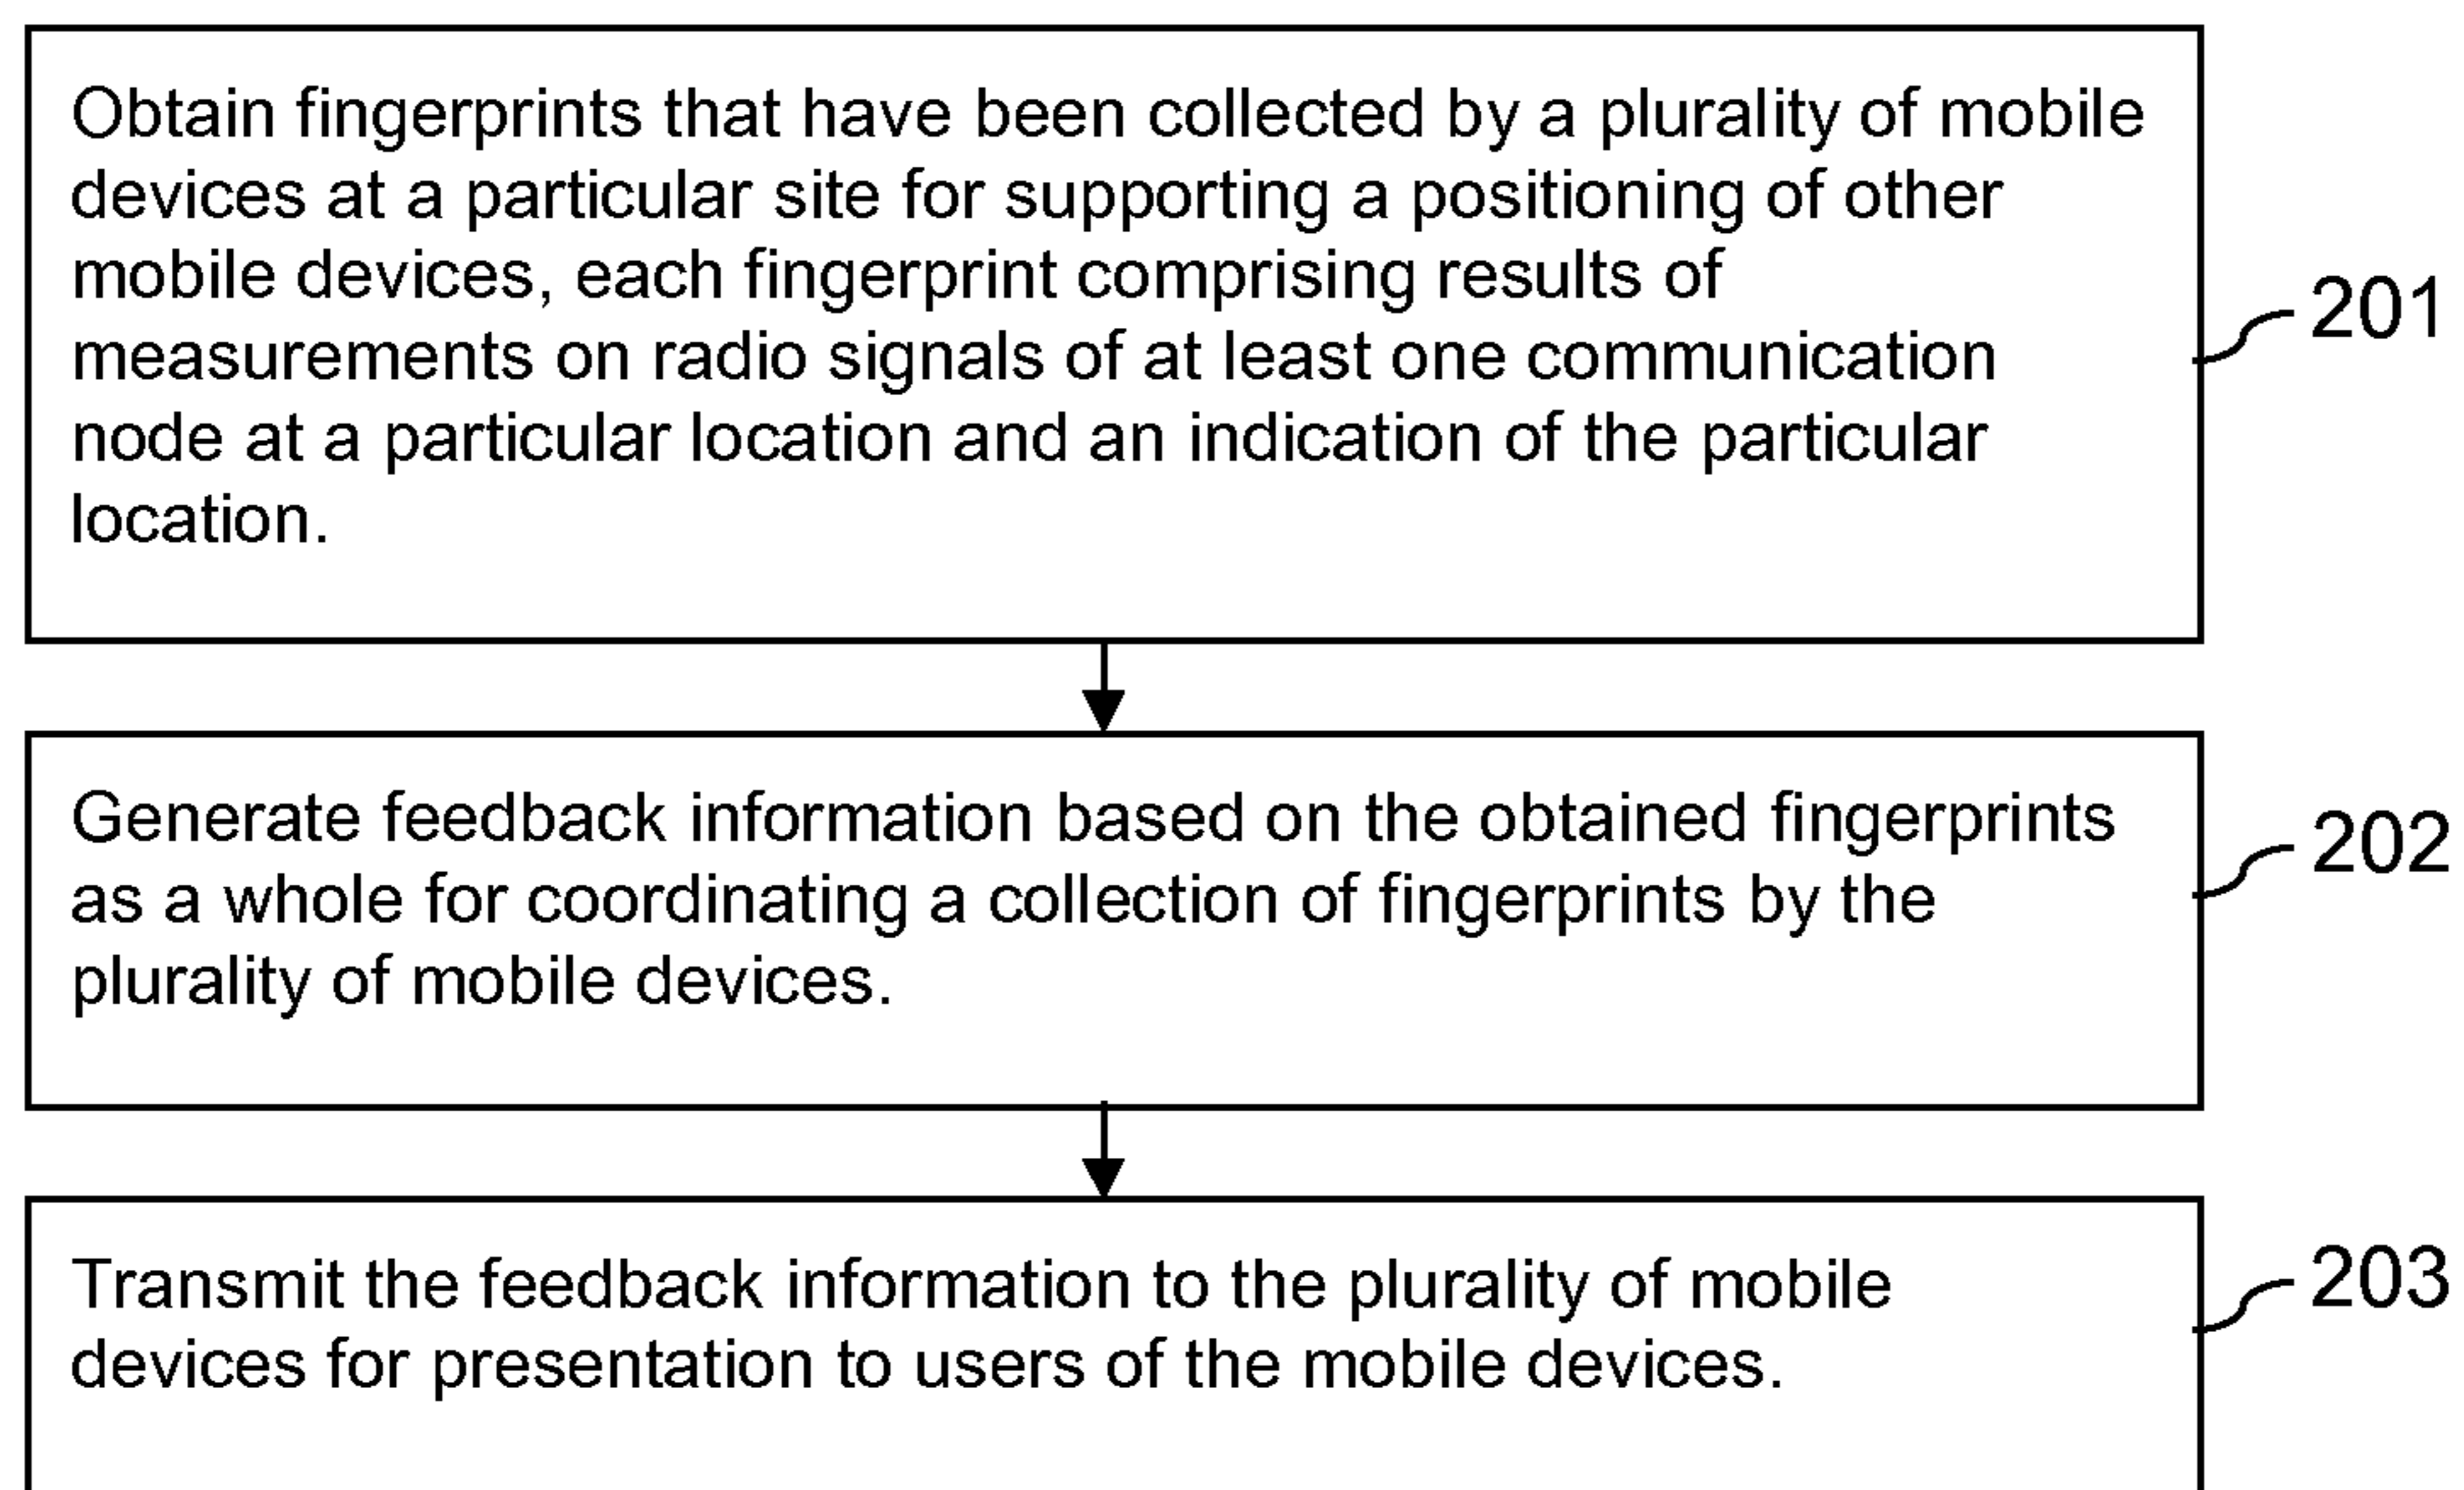 Obtain fingerprints that have been collected by a plurality of mobile
devices at a particular site for supporting a positioning of other
mobile devices, each fingerprint comprising results of
measurements on radio signals of at least one communication
node at a particular location and an indication of the particular
location.
201
Generate feedback information based on the obtained fingerprints
as a whole for coordinating a collection of fingerprints by the
plurality of mobile devices.
202
Transmit the feedback information to the plurality of mobile
devices for presentation to users of the mobile devices.
203